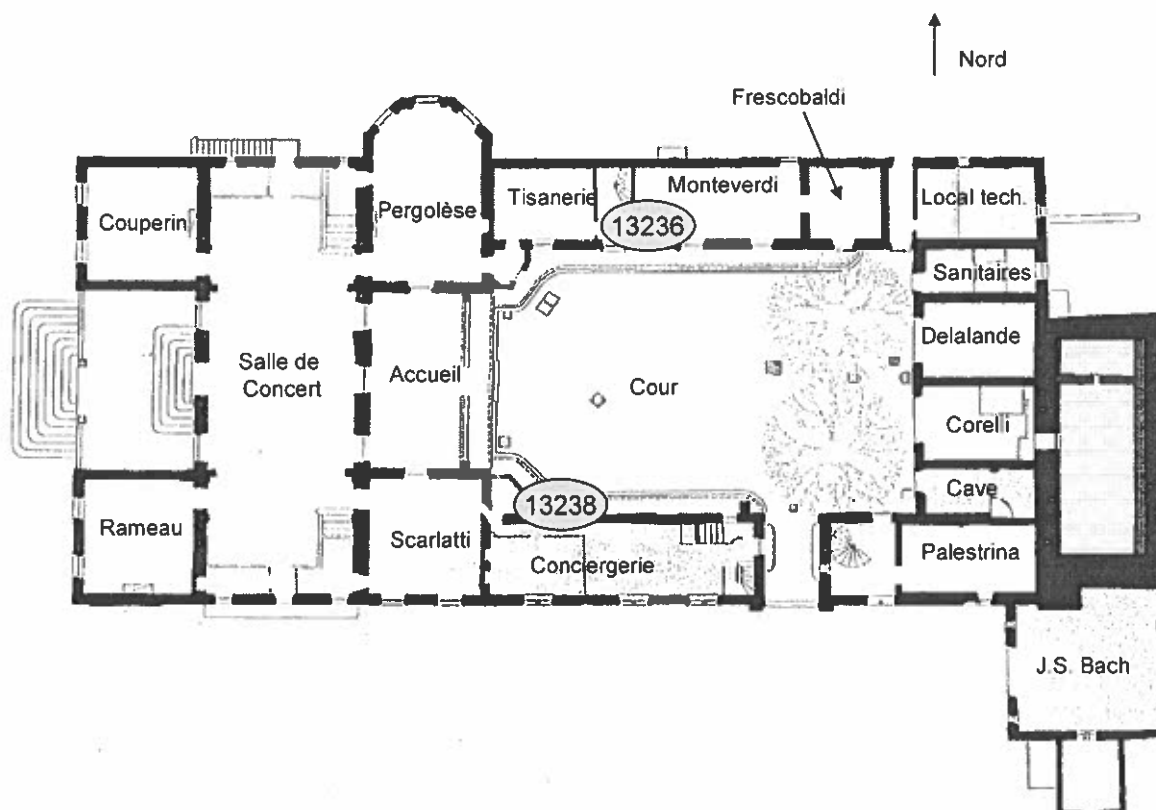 Nord
Frescobaldi
Couperin
Pergolèse
Tisanerie
Monteverdi
13236
Local tech.
Sanitaires
Salle de
Concert
Accueil
Cour
Delalande
Corelli
Cave
13238
Rameau
Scarlatti
Conciergerie
Palestrina
J.S. Bach